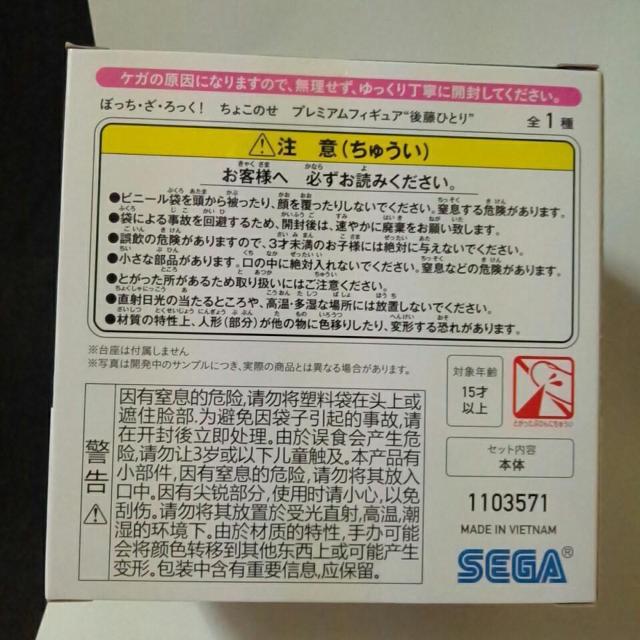 ケガの原因になりますので、無理せず、ゆっくり丁寧に開封してください。
ぼっち・ざ・ろっく! ちょこのせ プレミアムフィギュア“後藤ひとり” 全1種
⚠注意(ちゅうい)
お客様へ 必ずお読みください。
●ビニール袋を頭から被ったり、顔を覆ったりしないでください。窒息する危険があります。
●袋による事故を回避するため、開封後は、速やかに廃棄をお願い致します。
●誤飲の危険がありますので、3才未満のお子様には絶対に与えないでください。
●小さな部品があります。口の中に絶対入れないでください。窒息などの危険があります。
●とがった所があるため取り扱いにはご注意ください。
●直射日光の当たるところや、高温・多湿な場所には放置しないでください。
●材質の特性上、人形(部分)が他の物に色移りしたり、変形する恐れがあります。
※台座は付属しません
※写真は開発中のサンプルにつき、実際の商品とは異なる場合があります。
警告⚠
因有窒息的危险,请勿将塑料袋在头上或
遮住脸部.为避免因袋子引起的事故,请
在开封後立即处理。由於误食会产生危
险,请勿让3岁或以下儿童触及。本产品有
小部件,因有窒息的危险,请勿将其放入
口中。因有尖锐部分,使用时请小心,以免
刮伤。请勿将其放置於受光直射,高温,潮
湿的环境下。由於材质的特性,手办可能
会将颜色转移到其他东西上或可能产生
变形。包装中含有重要信息,应保留。
対象年齢
15才
以上
とがったぶひんにちゅうい
セット内容
本体
1103571
MADE IN VIETNAM
SEGA®